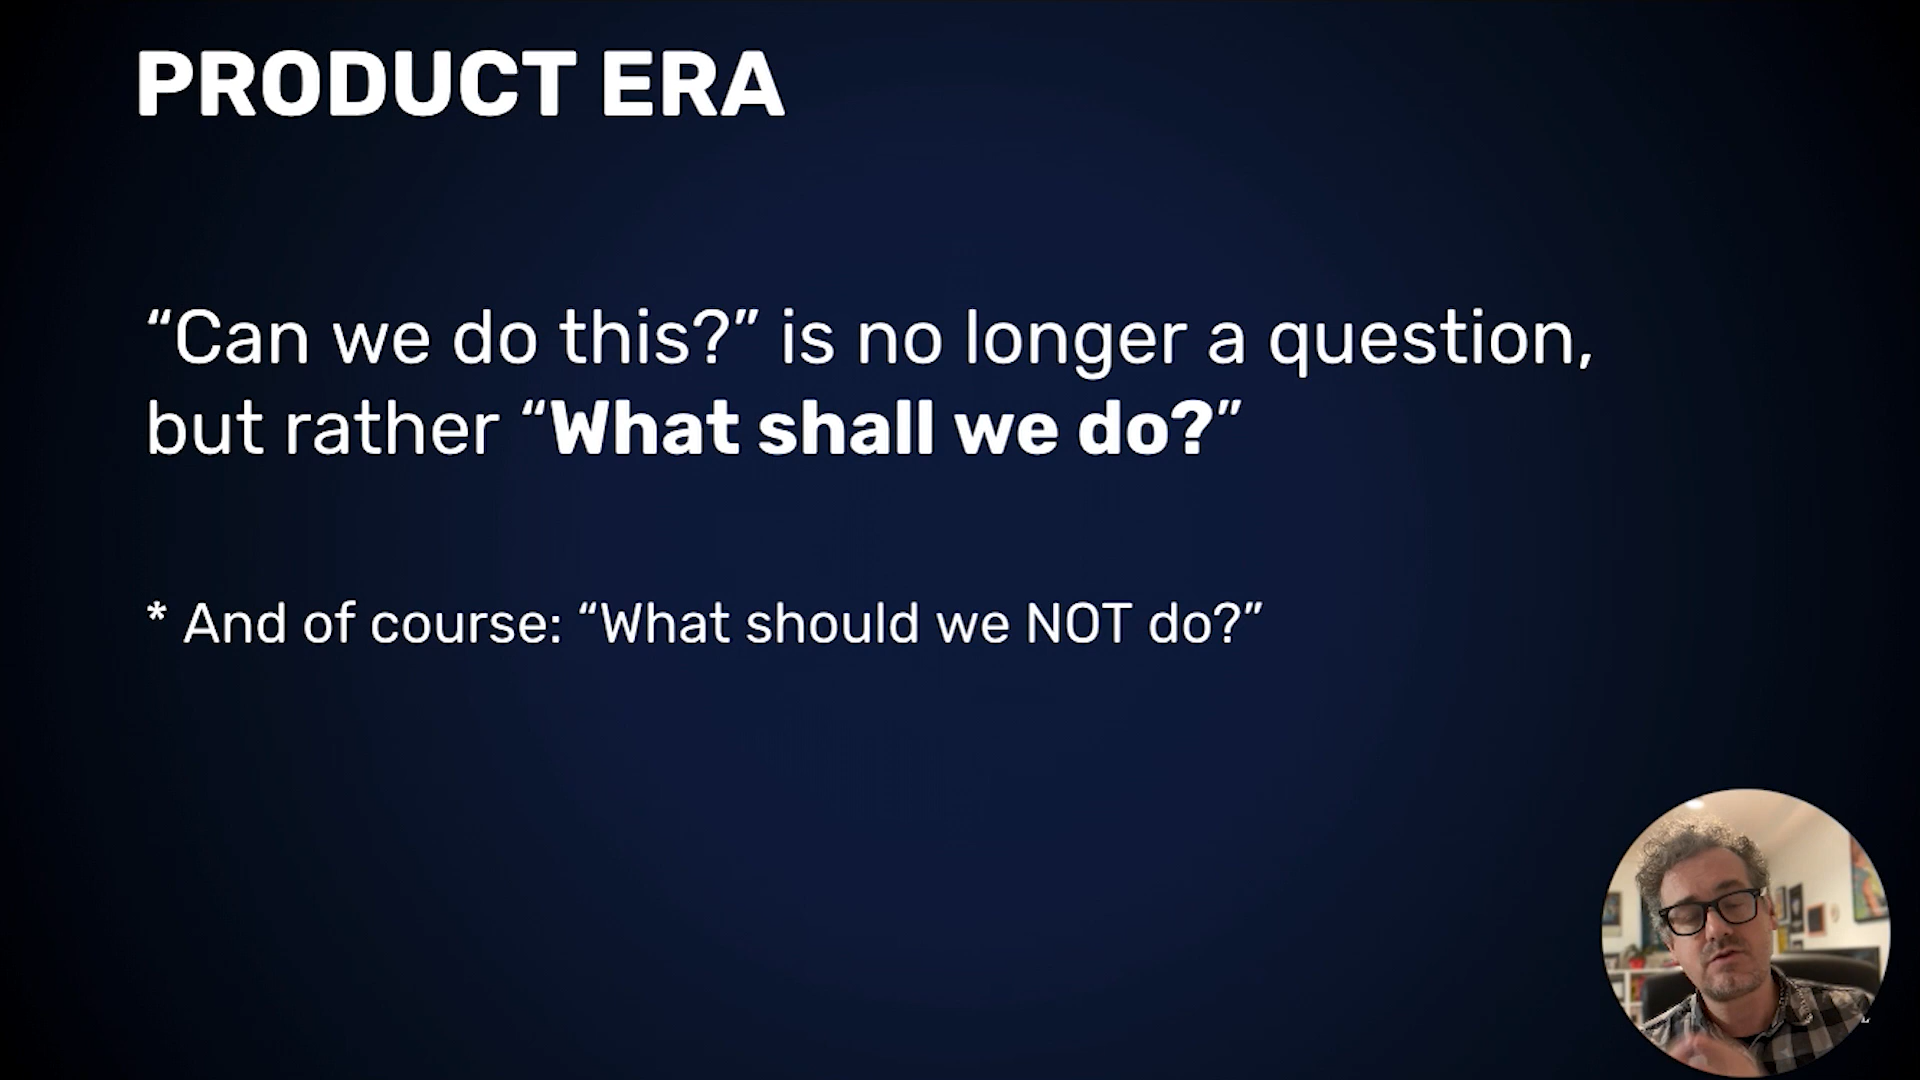 PRODUCT ERA
“Can we do this?” is no longer a question,
but rather “What shall we do?”
* And of course: “What should we NOT do?”